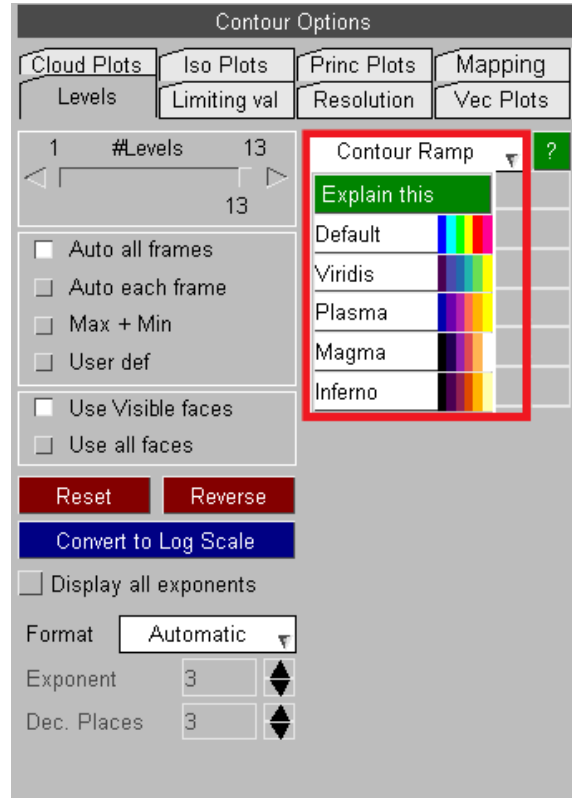 Contour Options
Cloud Plots Iso Plots Princ Plots Mapping
Levels Limiting val Resolution Vec Plots
1 #Levels 13
13
Contour Ramp ?
Explain this
Default
Viridis
Plasma
Magma
Inferno
Auto all frames
Auto each frame
Max + Min
User def
Use Visible faces
Use all faces
Reset Reverse
Convert to Log Scale
Display all exponents
Format Automatic
Exponent 3
Dec. Places 3